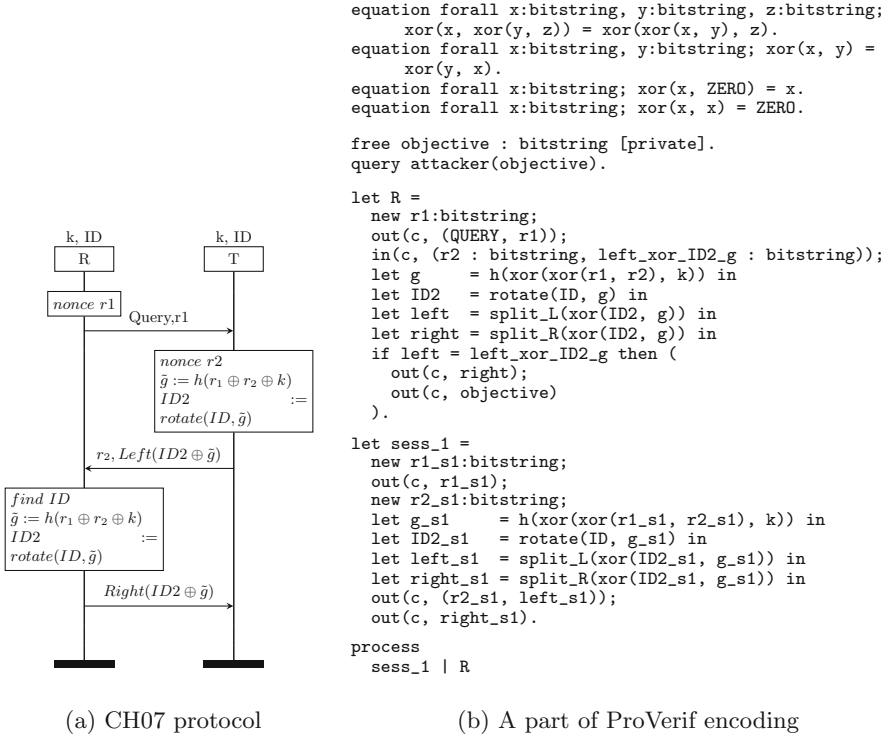 k, ID
k, ID
R
T
nonce r1
Query,r1
nonce r2
g̃ := h(r₁ ⊕ r₂ ⊕ k)
ID2 :=
rotate(ID, g̃)
r₂, Left(ID2 ⊕ g̃)
find ID
g̃ := h(r₁ ⊕ r₂ ⊕ k)
ID2 :=
rotate(ID, g̃)
Right(ID2 ⊕ g̃)
(a) CH07 protocol
equation forall x:bitstring, y:bitstring, z:bitstring;
xor(x, xor(y, z)) = xor(xor(x, y), z).
equation forall x:bitstring, y:bitstring; xor(x, y) =
xor(y, x).
equation forall x:bitstring; xor(x, ZERO) = x.
equation forall x:bitstring; xor(x, x) = ZERO.
free objective : bitstring [private].
query attacker(objective).
let R =
new r1:bitstring;
out(c, (QUERY, r1));
in(c, (r2 : bitstring, left_xor_ID2_g : bitstring));
let g = h(xor(xor(r1, r2), k)) in
let ID2 = rotate(ID, g) in
let left = split_L(xor(ID2, g)) in
let right = split_R(xor(ID2, g)) in
if left = left_xor_ID2_g then (
out(c, right);
out(c, objective)
).
let sess_1 =
new r1_s1:bitstring;
out(c, r1_s1);
new r2_s1:bitstring;
let g_s1 = h(xor(xor(r1_s1, r2_s1), k)) in
let ID2_s1 = rotate(ID, g_s1) in
let left_s1 = split_L(xor(ID2_s1, g_s1)) in
let right_s1 = split_R(xor(ID2_s1, g_s1)) in
out(c, (r2_s1, left_s1));
out(c, right_s1).
process
sess_1 | R
(b) A part of ProVerif encoding